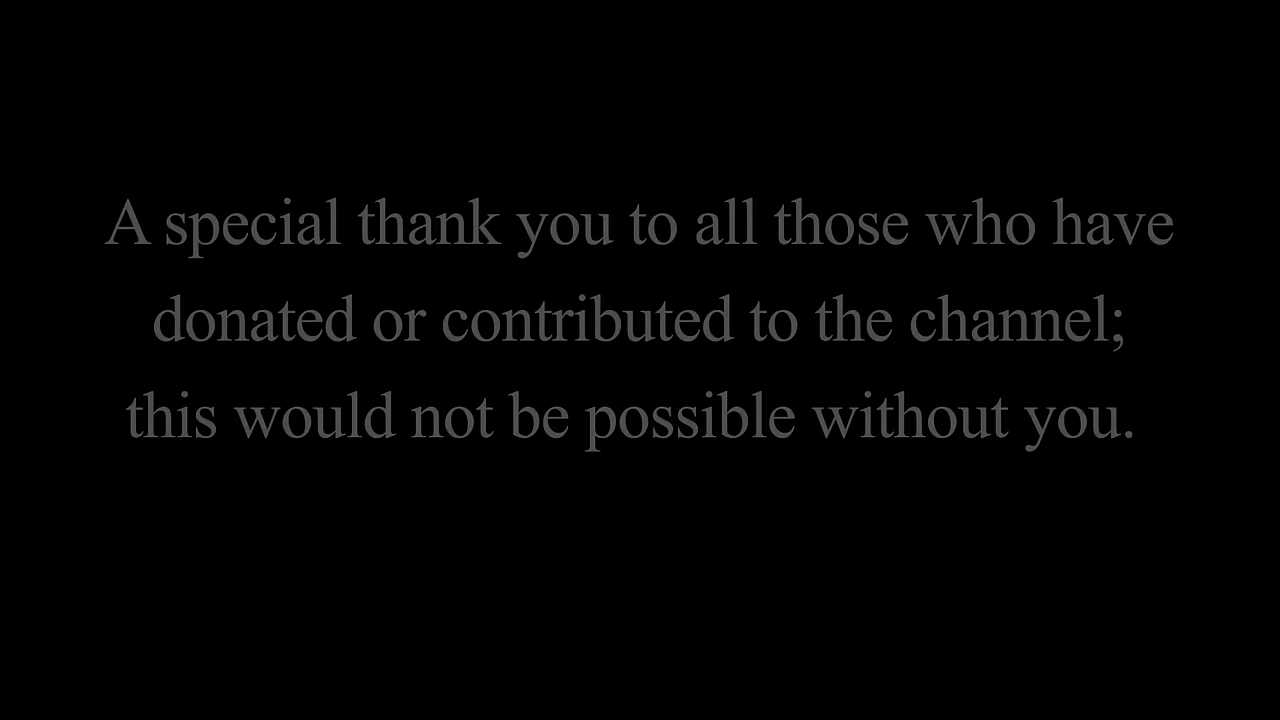 A special thank you to all those who have
donated or contributed to the channel;
this would not be possible without you.